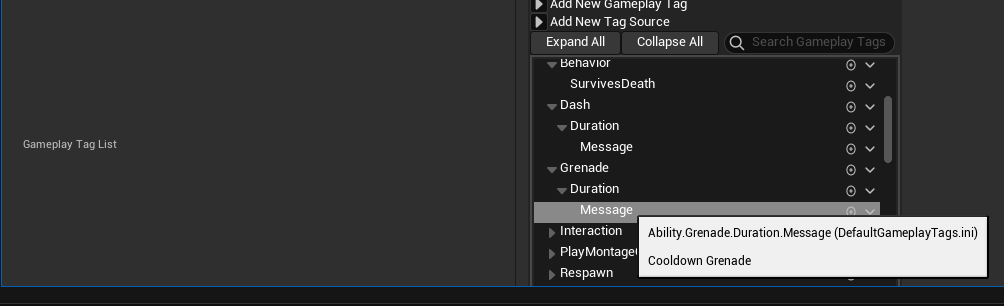 Add New Gameplay Tag
Add New Tag Source
Expand All
Collapse All
Search Gameplay Tags
Behavior
SurvivesDeath
Dash
Duration
Message
Gameplay Tag List
Grenade
Duration
Message
Interaction
Ability.Grenade.Duration.Message (DefaultGameplayTags.ini)
PlayMontage
Cooldown Grenade
Respawn